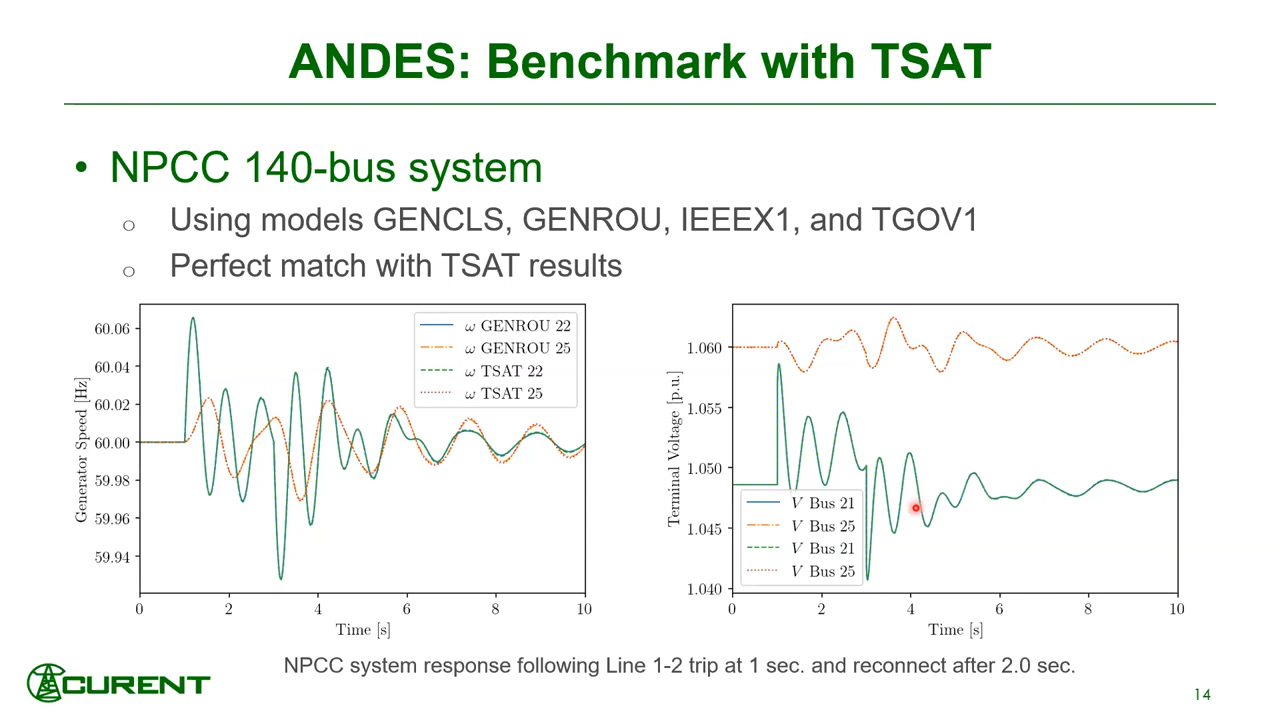 ANDES: Benchmark with TSAT
• NPCC 140-bus system
o Using models GENCLS, GENROU, IEEEX1, and TGOV1
o Perfect match with TSAT results
Generator Speed [Hz]
60.06
60.04
60.02
60.00
59.98
59.96
59.94
ω GENROU 22
ω GENROU 25
ω TSAT 22
ω TSAT 25
0 2 4 6 8 10
Time [s]
Terminal Voltage [p.u.]
1.060
1.055
1.050
1.045
1.040
V Bus 21
V Bus 25
V Bus 21
V Bus 25
0 2 4 6 8 10
Time [s]
NPCC system response following Line 1-2 trip at 1 sec. and reconnect after 2.0 sec.
CURENT
14